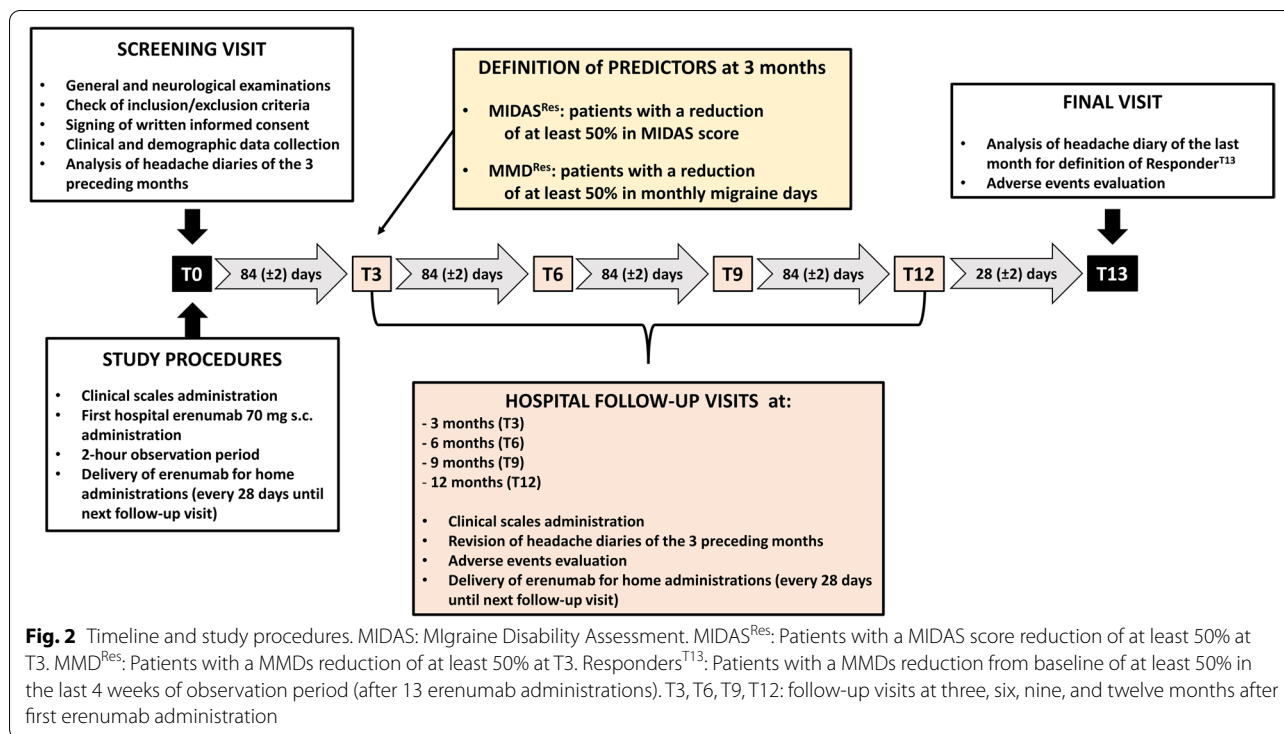 SCREENING VISIT
• General and neurological examinations
• Check of inclusion/exclusion criteria
• Signing of written informed consent
• Clinical and demographic data collection
• Analysis of headache diaries of the 3
preceding months
DEFINITION of PREDICTORS at 3 months
• MIDASRes: patients with a reduction
of at least 50% in MIDAS score
• MMDRes: patients with a reduction
of at least 50% in monthly migraine days
FINAL VISIT
• Analysis of headache diary of the last
month for definition of ResponderT13
• Adverse events evaluation
T0
84 (±2) days
T3
84 (±2) days
T6
84 (±2) days
T9
84 (±2) days
T12
28 (±2) days
T13
STUDY PROCEDURES
• Clinical scales administration
• First hospital erenumab 70 mg s.c.
administration
• 2-hour observation period
• Delivery of erenumab for home
administrations (every 28 days until
next follow-up visit)
HOSPITAL FOLLOW-UP VISITS at:
- 3 months (T3)
- 6 months (T6)
- 9 months (T9)
- 12 months (T12)
• Clinical scales administration
• Revision of headache diaries of the 3 preceding months
• Adverse events evaluation
• Delivery of erenumab for home administrations (every 28 days
until next follow-up visit)
Fig. 2 Timeline and study procedures. MIDAS: MIgraine Disability Assessment. MIDASRes: Patients with a MIDAS score reduction of at least 50% at
T3. MMDRes: Patients with a MMDs reduction of at least 50% at T3. RespondersT13: Patients with a MMDs reduction from baseline of at least 50% in
the last 4 weeks of observation period (after 13 erenumab administrations). T3, T6, T9, T12: follow-up visits at three, six, nine, and twelve months after
first erenumab administration